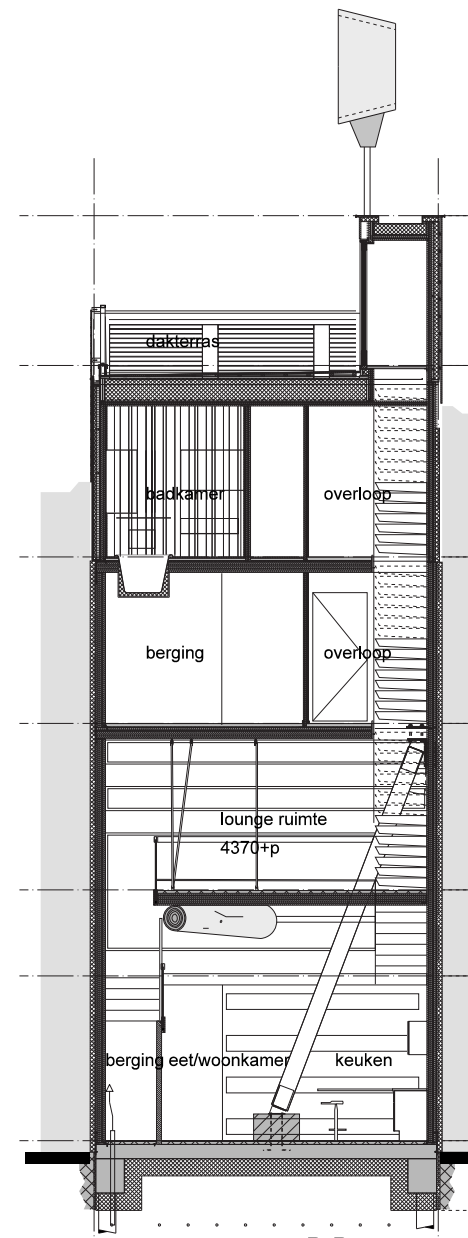 dakterras
badkamer overloop
berging overloop
lounge ruimte
4370+p
berging eet/woonkamer keuken